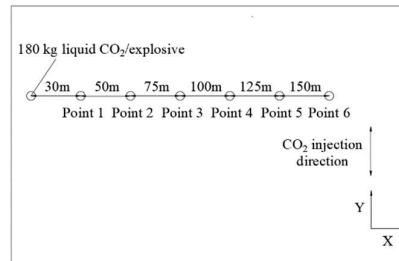 180 kg liquid CO₂/explosive
30m 50m 75m 100m 125m 150m
Point 1 Point 2 Point 3 Point 4 Point 5 Point 6
CO₂ injection
direction
Y
X